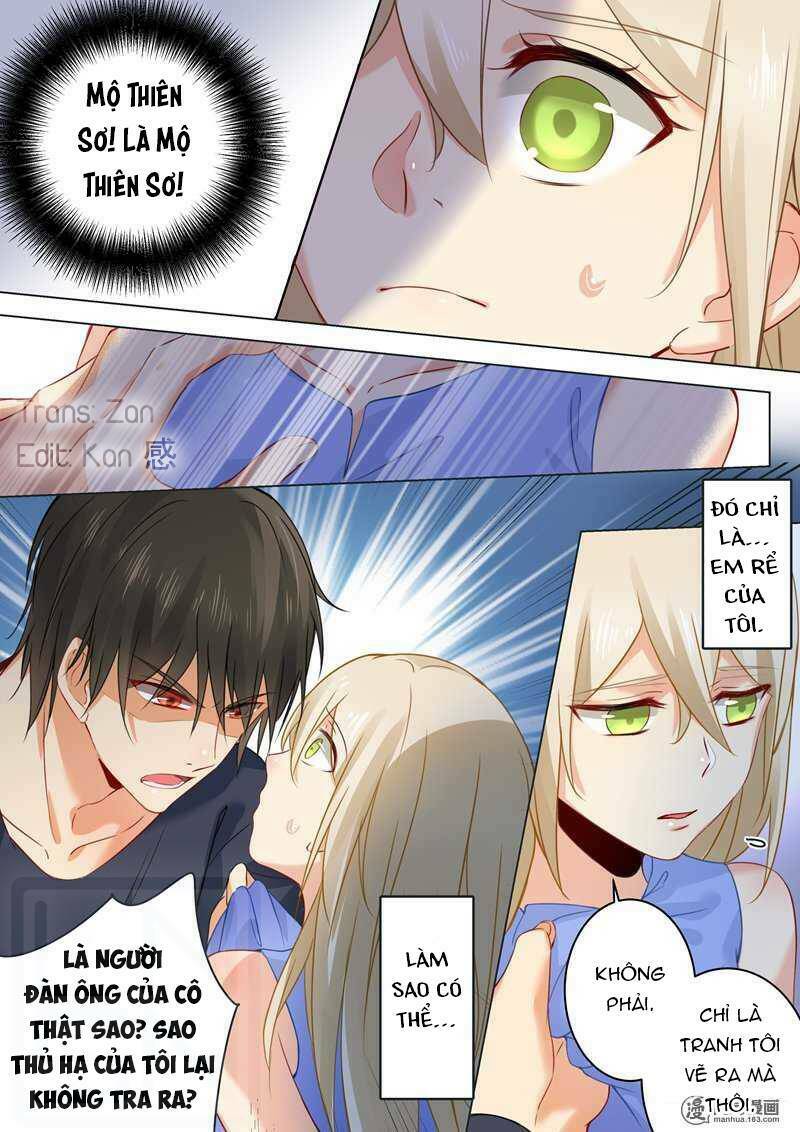 MỘ THIÊN
SƠ! LÀ MỘ
THIÊN SƠ!
Trans: Zan
Edit: Kan 感
ĐÓ CHỈ
LÀ...
EM RỂ
CỦA
TÔI.
LÀ NGƯỜI
ĐÀN ÔNG CỦA CÔ
THẬT SAO? SAO
THỦ HẠ CỦA TÔI LẠI
KHÔNG TRA RA?
LÀM
SAO CÓ
THỂ...
KHÔNG
PHẢI.
CHỈ LÀ
TRANH TÔI
VẼ RA MÀ
THÔI.
漫画
manhua.163.com